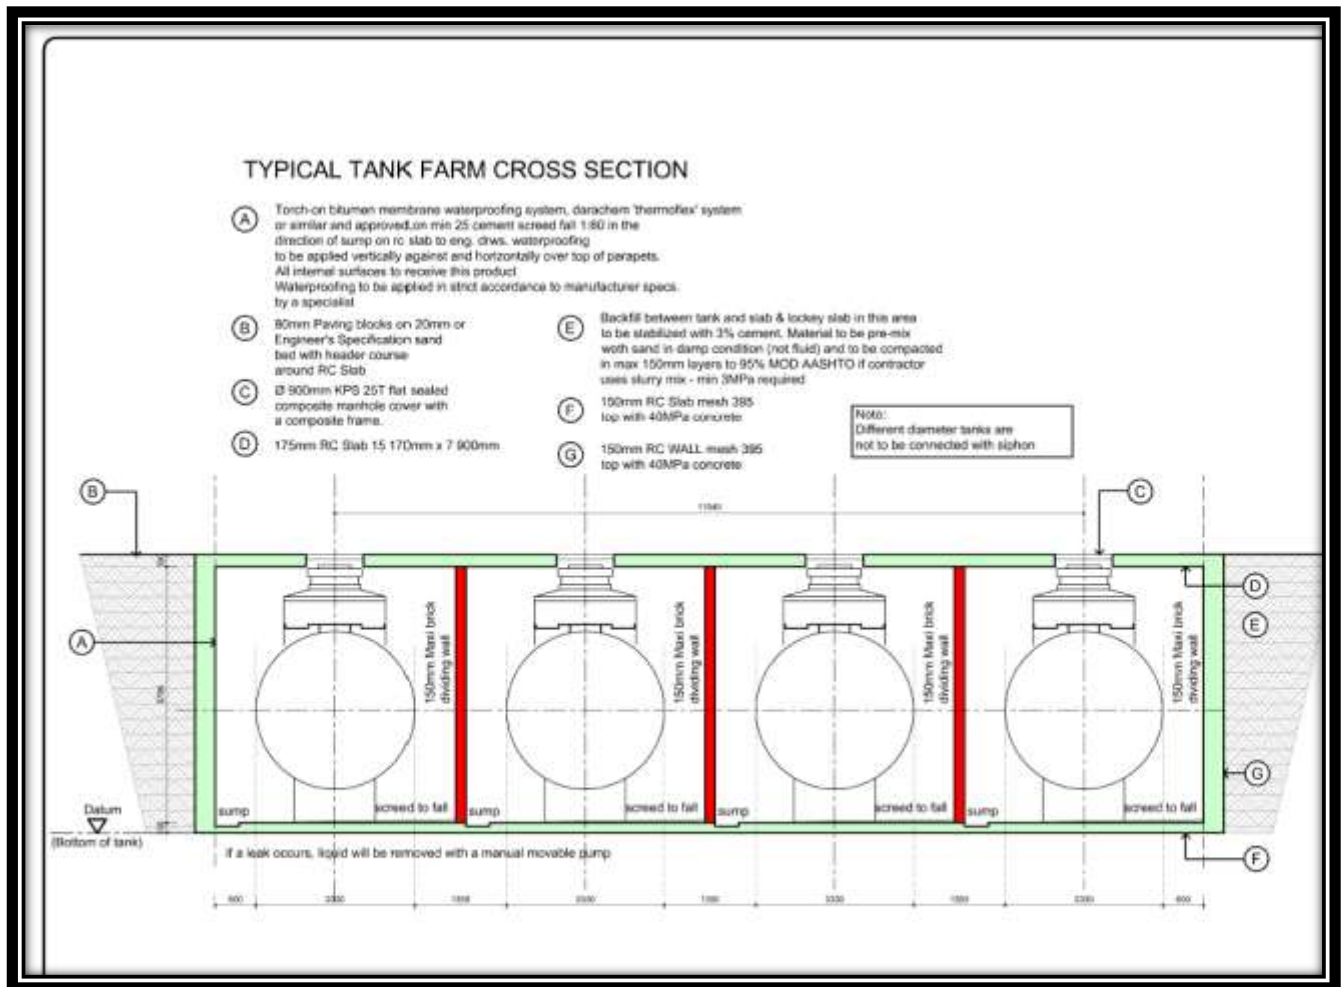 TYPICAL TANK FARM CROSS SECTION
A
Torch-on bitumen membrane waterproofing system, darachem 'thermoflex' system
or similar and approved,on min 25 cement screed fall 1:60 in the
direction of sump on rc slab to eng. drws. waterproofing
to be applied vertically against and horizontally over top of parapets.
All internal surfaces to receive this product
Waterproofing to be applied in strict accordance to manufacturer specs.
by a specialist
B
80mm Paving blocks on 20mm or
Engineer's Specification sand
bed with header course
around RC Slab
C
Ø 900mm KPS 25T flat sealed
composite manhole cover with
a composite frame.
D
175mm RC Slab 15 170mm x 7 900mm
E
Backfill between tank and slab & lockey slab in this area
to be stabilized with 3% cement. Material to be pre-mix
woth sand in damp condition (not fluid) and to be compacted
in max 150mm layers to 95% MOD AASHTO if contractor
uses slurry mix - min 3MPa required
F
150mm RC Slab mesh 395
top with 40MPa concrete
G
150mm RC WALL mesh 395
top with 40MPa concrete
Note:
Different diameter tanks are
not to be connected with siphon
B
C
D
E
A
G
F
150mm Maxi brick
dividing wall
150mm Maxi brick
dividing wall
150mm Maxi brick
dividing wall
150mm Maxi brick
dividing wall
sump
screed to fall
sump
screed to fall
sump
screed to fall
sump
screed to fall
Datum
(Bottom of tank)
If a leak occurs, liquid will be removed with a manual movable pump